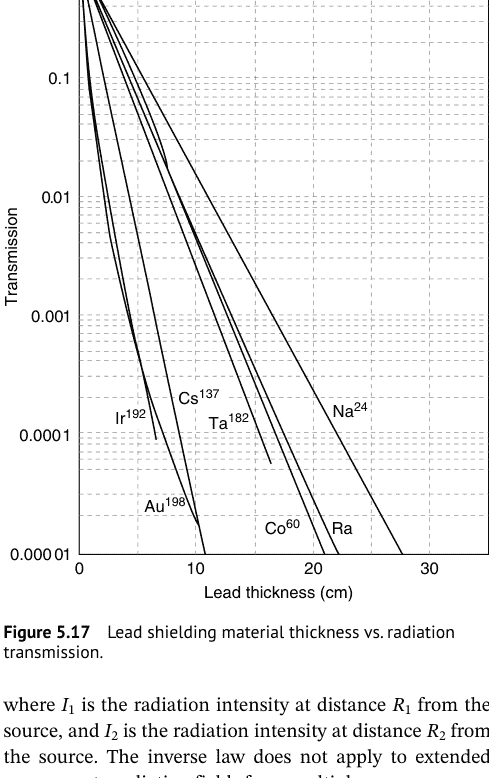 0.1
0.01
Transmission
0.001
Cs¹³⁷
Ir¹⁹²
Ta¹⁸²
Na²⁴
0.0001
Au¹⁹⁸
Co⁶⁰
Ra
0.00001
0
10
20
30
Lead thickness (cm)
Figure 5.17 Lead shielding material thickness vs. radiation
transmission.
where I₁ is the radiation intensity at distance R₁ from the
source, and I₂ is the radiation intensity at distance R₂ from
the source. The inverse law does not apply to extended